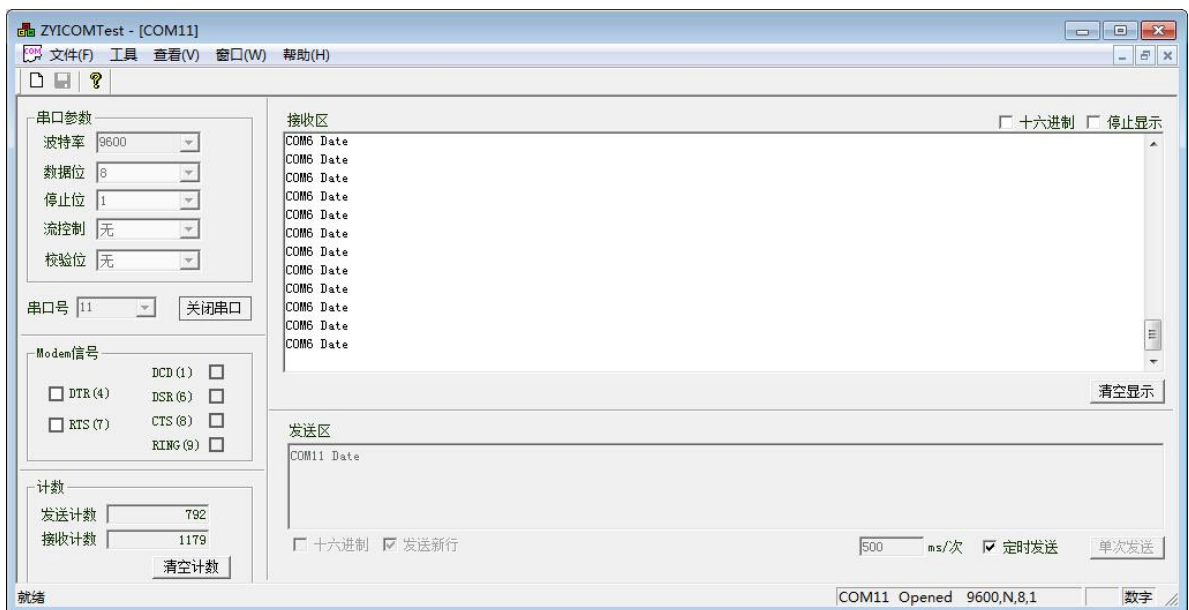 ZYICOMTest - [COM11]
文件(F) 工具 查看(V) 窗口(W) 帮助(H)
串口参数
波特率 9600
数据位 8
停止位 1
流控制 无
校验位 无
串口号 11 关闭串口
Modem信号
DCD(1)
DTR(4) DSR(6)
RTS(7) CTS(8)
RING(9)
计数
发送计数 792
接收计数 1179
清空计数
接收区 十六进制 停止显示
COM6 Date
COM6 Date
COM6 Date
COM6 Date
COM6 Date
COM6 Date
COM6 Date
COM6 Date
COM6 Date
COM6 Date
COM6 Date
COM6 Date
清空显示
发送区
COM11 Date
十六进制 发送新行 500 ms/次 定时发送 单次发送
就绪 COM11 Opened 9600,N,8,1 数字